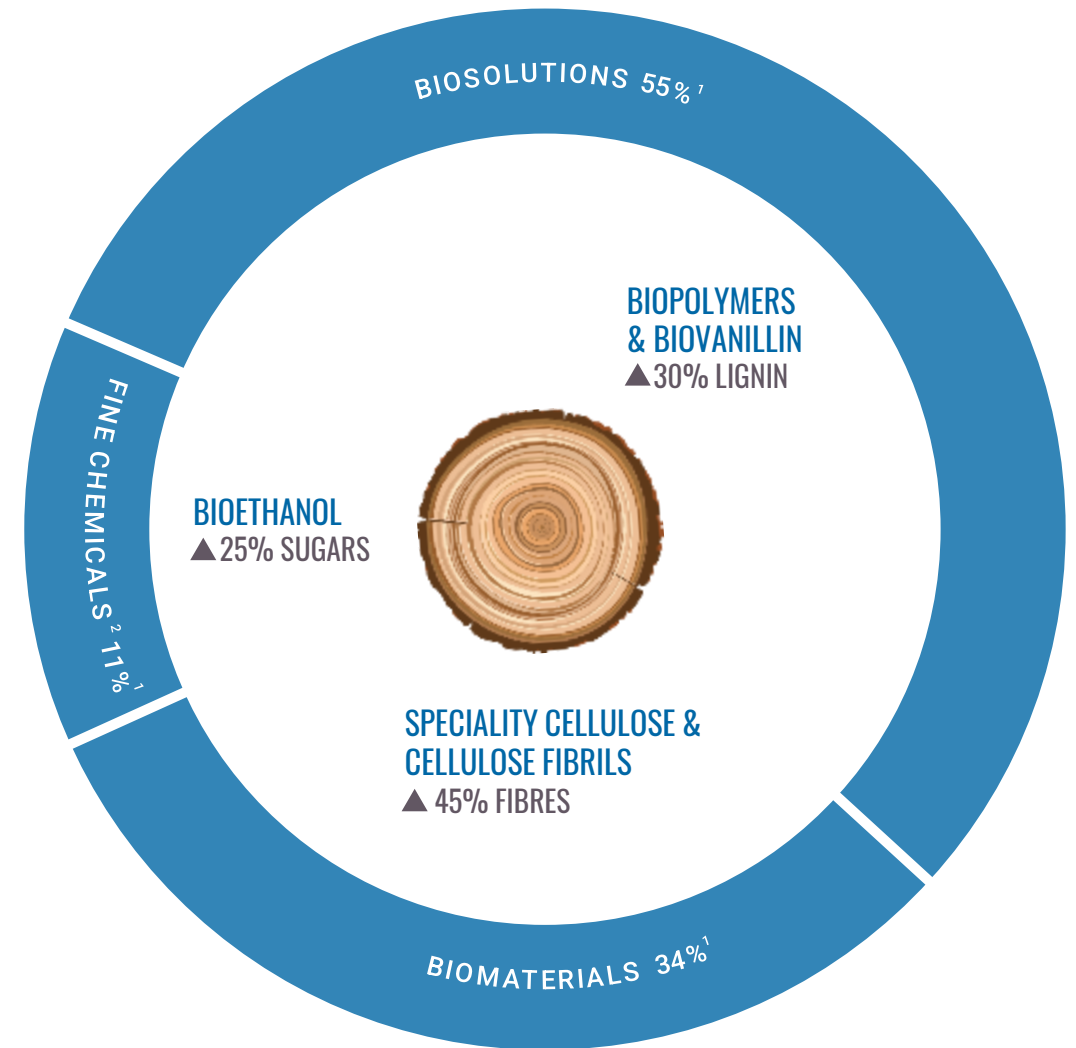 BIOSOLUTIONS 55% ¹
BIOPOLYMERS
& BIOVANILLIN
▲30% LIGNIN
FINE CHEMICALS ² 11% ¹
BIOETHANOL
▲25% SUGARS
SPECIALITY CELLULOSE &
CELLULOSE FIBRILS
▲ 45% FIBRES
BIOMATERIALS 34% ¹